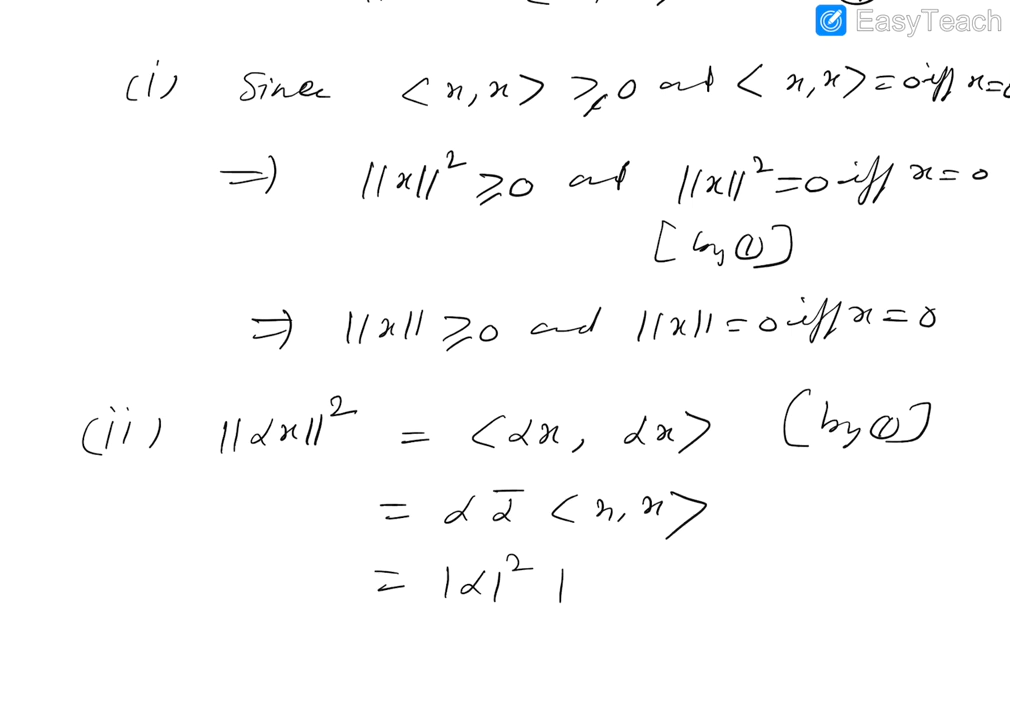 EasyTeach
(i) Since <x,x> ≥ 0 and <x,x> = 0 iff x=0
=> ||x||² ≥ 0 and ||x||² = 0 iff x = 0
[by ①]
=> ||x|| ≥ 0 and ||x|| = 0 iff x = 0
(ii) ||αx||² = <αx, αx> [by ①]
= α ᾱ <x, x>
= |α|² |